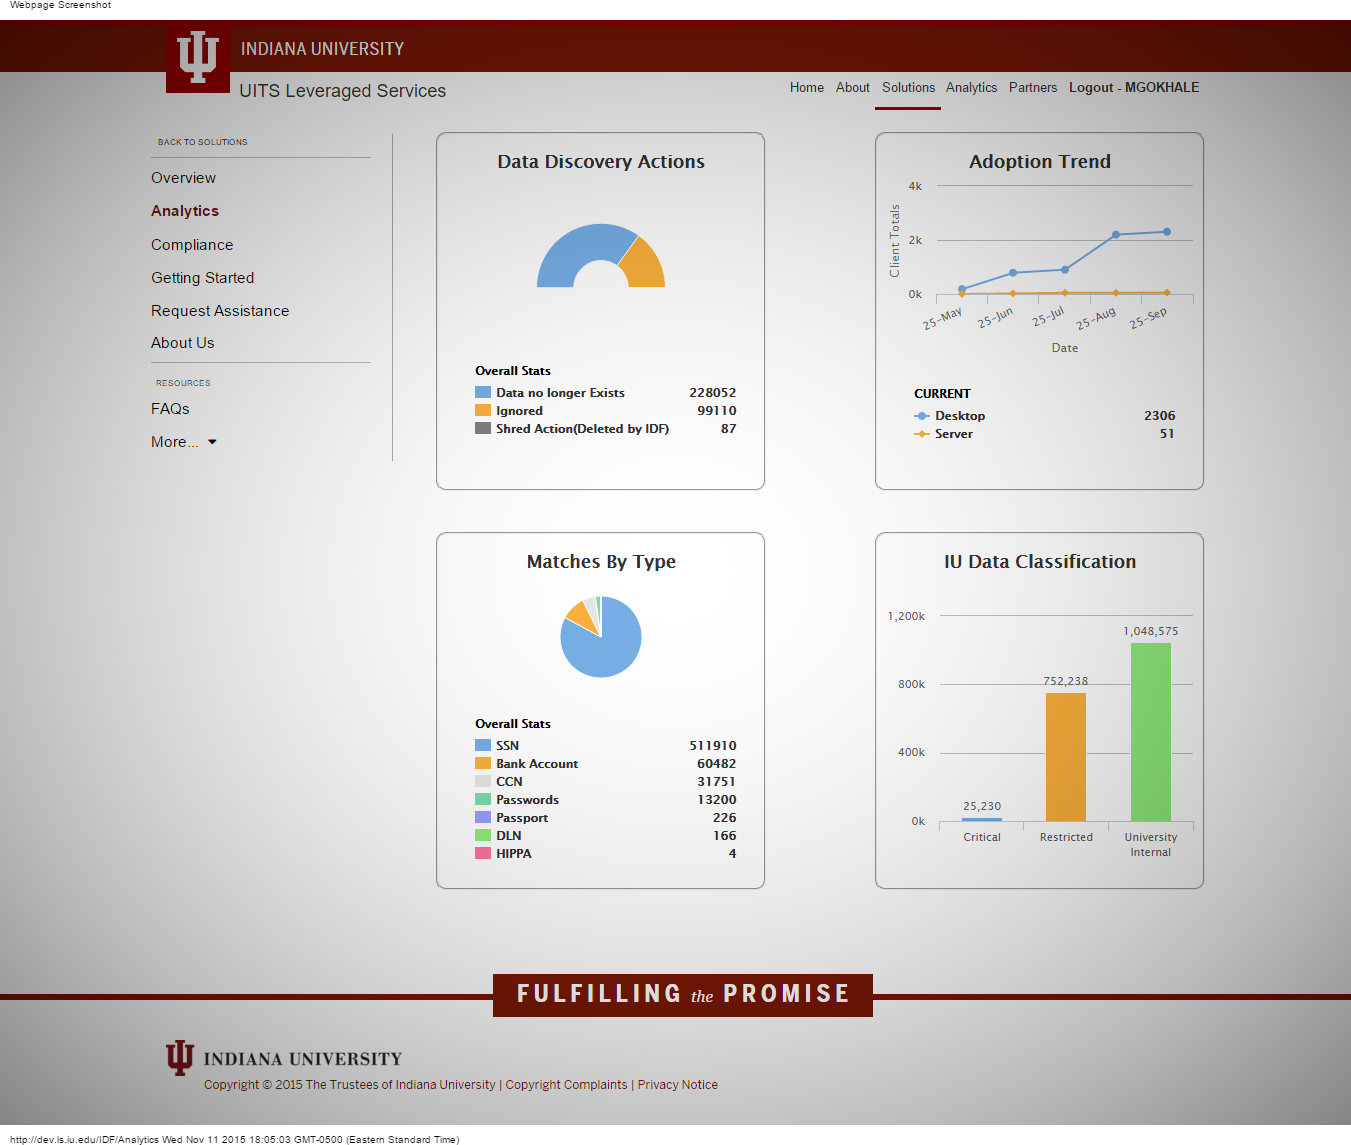 Webpage Screenshot
INDIANA UNIVERSITY
UITS Leveraged Services
Home About Solutions Analytics Partners Logout - MGOKHALE
BACK TO SOLUTIONS
Overview
Analytics
Compliance
Getting Started
Request Assistance
About Us
RESOURCES
FAQs
More...
Data Discovery Actions
Overall Stats
Data no longer Exists 228052
Ignored 99110
Shred Action(Deleted by IDF) 87
Adoption Trend
Client Totals
4k
2k
0k
25-May 25-Jun 25-Jul 25-Aug 25-Sep
Date
CURRENT
Desktop 2306
Server 51
Matches By Type
Overall Stats
SSN 511910
Bank Account 60482
CCN 31751
Passwords 13200
Passport 226
DLN 166
HIPPA 4
IU Data Classification
1,200k
1,048,575
800k
752,238
400k
25,230
0k
Critical Restricted University
Internal
FULFILLING the PROMISE
INDIANA UNIVERSITY
Copyright © 2015 The Trustees of Indiana University | Copyright Complaints | Privacy Notice
http://dev.ls.iu.edu/IDF/Analytics Wed Nov 11 2015 18:05:03 GMT-0500 (Eastern Standard Time)